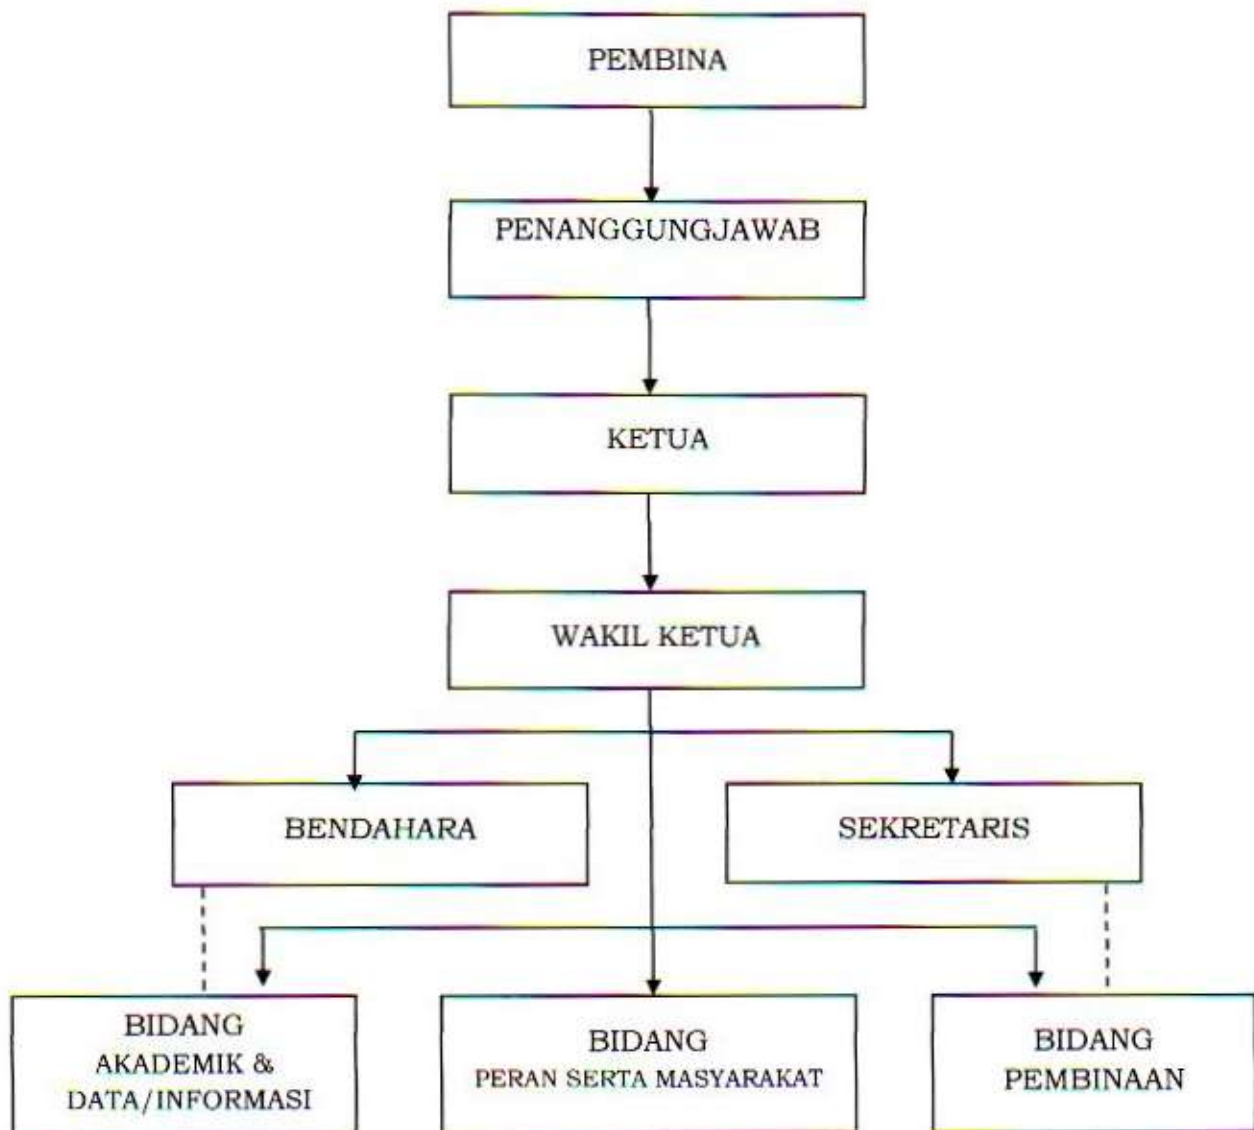 PEMBINA
PENANGGUNGJAWAB
KETUA
WAKIL KETUA
BENDAHARA
SEKRETARIS
BIDANG
AKADEMIK &
DATA/INFORMASI
BIDANG
PERAN SERTA MASYARAKAT
BIDANG
PEMBINAAN